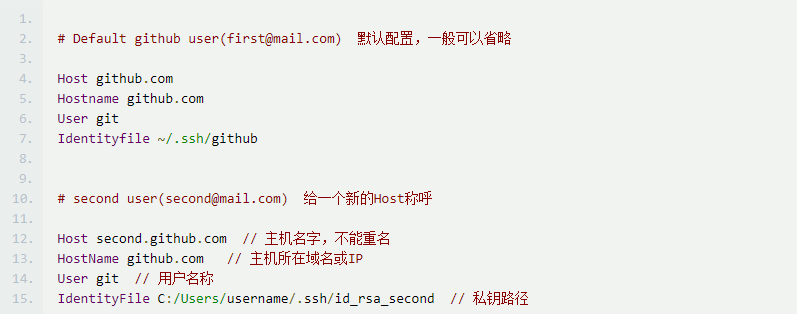 1.
2. # Default github user(first@mail.com)  默认配置，一般可以省略
3.
4. Host github.com
5. Hostname github.com
6. User git
7. Identityfile ~/.ssh/github
8.
9.
10. # second user(second@mail.com)  给一个新的Host称呼
11.
12. Host second.github.com  // 主机名字，不能重名
13. HostName github.com   // 主机所在域名或IP
14. User git  // 用户名称
15. IdentityFile C:/Users/username/.ssh/id_rsa_second  // 私钥路径